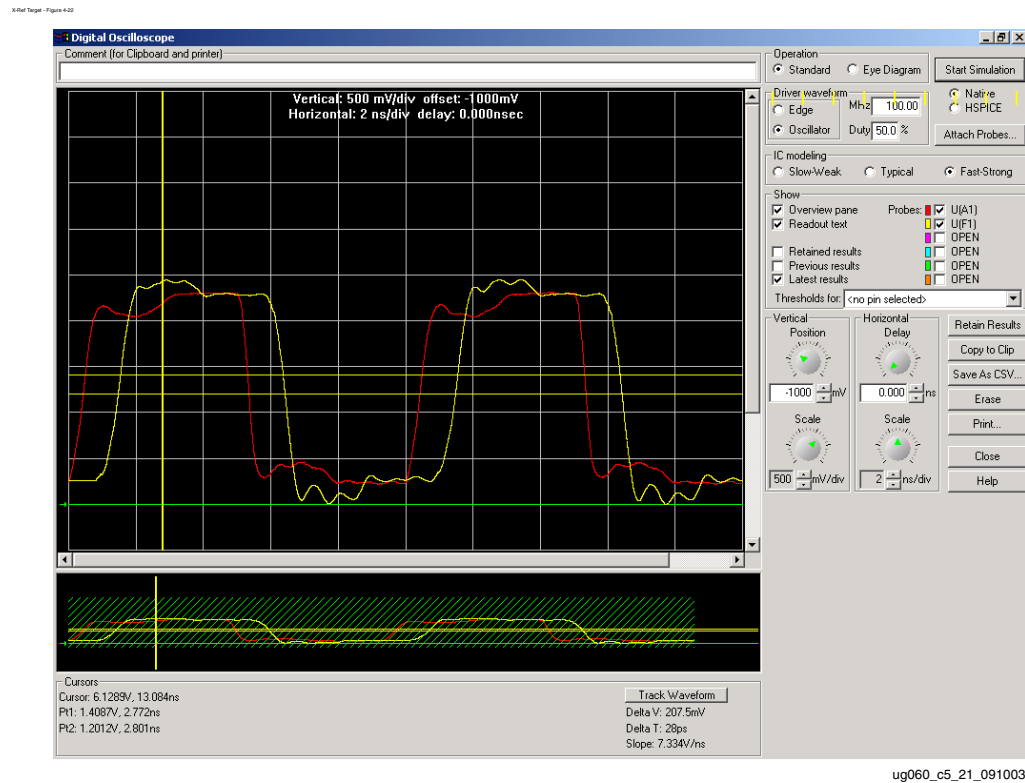 X-Ref Target - Figure 4-22
Digital Oscilloscope
Comment (for Clipboard and printer)
Vertical: 500 mV/div offset: -1000mV
Horizontal: 2 ns/div delay: 0.000nsec
Operation
Standard Eye Diagram
Start Simulation
Driver waveform
Edge
Mhz 100.00
Oscillator
Duty 50.0 %
Native
HSPICE
Attach Probes...
IC modeling
Slow-Weak Typical Fast-Strong
Show
Overview pane
Readout text
Retained results
Previous results
Latest results
Probes: U(A1)
U(F1)
OPEN
OPEN
OPEN
OPEN
Thresholds for: <no pin selected>
Vertical
Position
-1000 mV
Scale
500 mV/div
Horizontal
Delay
0.000 ns
Scale
2 ns/div
Retain Results
Copy to Clip
Save As CSV...
Erase
Print...
Close
Help
Cursors
Cursor: 6.1289V, 13.084ns
Pt1: 1.4087V, 2.772ns
Pt2: 1.2012V, 2.801ns
Track Waveform
Delta V: 207.5mV
Delta T: 28ps
Slope: 7.334V/ns
ug060_c5_21_091003